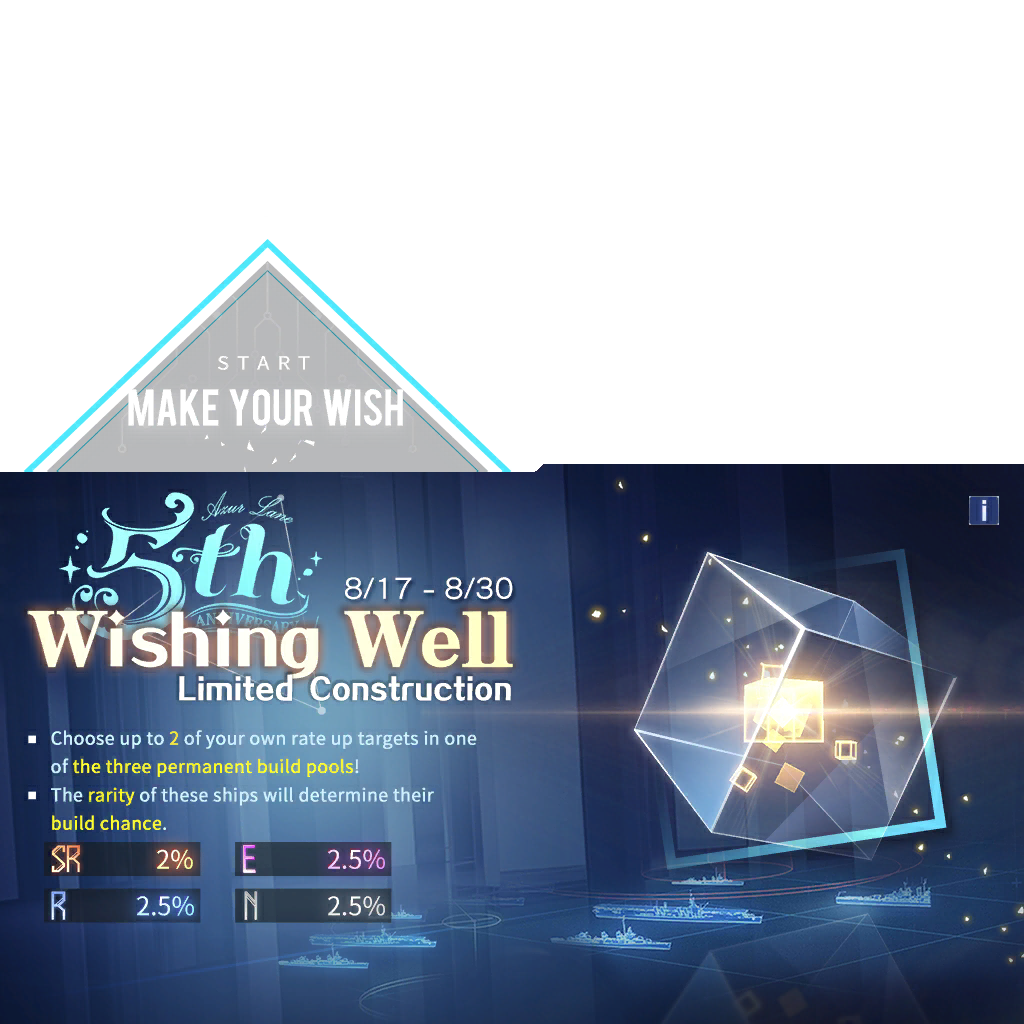 START
MAKE YOUR WISH
Azur Lane
5th
ANNIVERSARY
8/17 - 8/30
Wishing Well
Limited Construction
▪ Choose up to 2 of your own rate up targets in one
of the three permanent build pools!
▪ The rarity of these ships will determine their
build chance.
SR 2% E 2.5%
R 2.5% N 2.5%
i